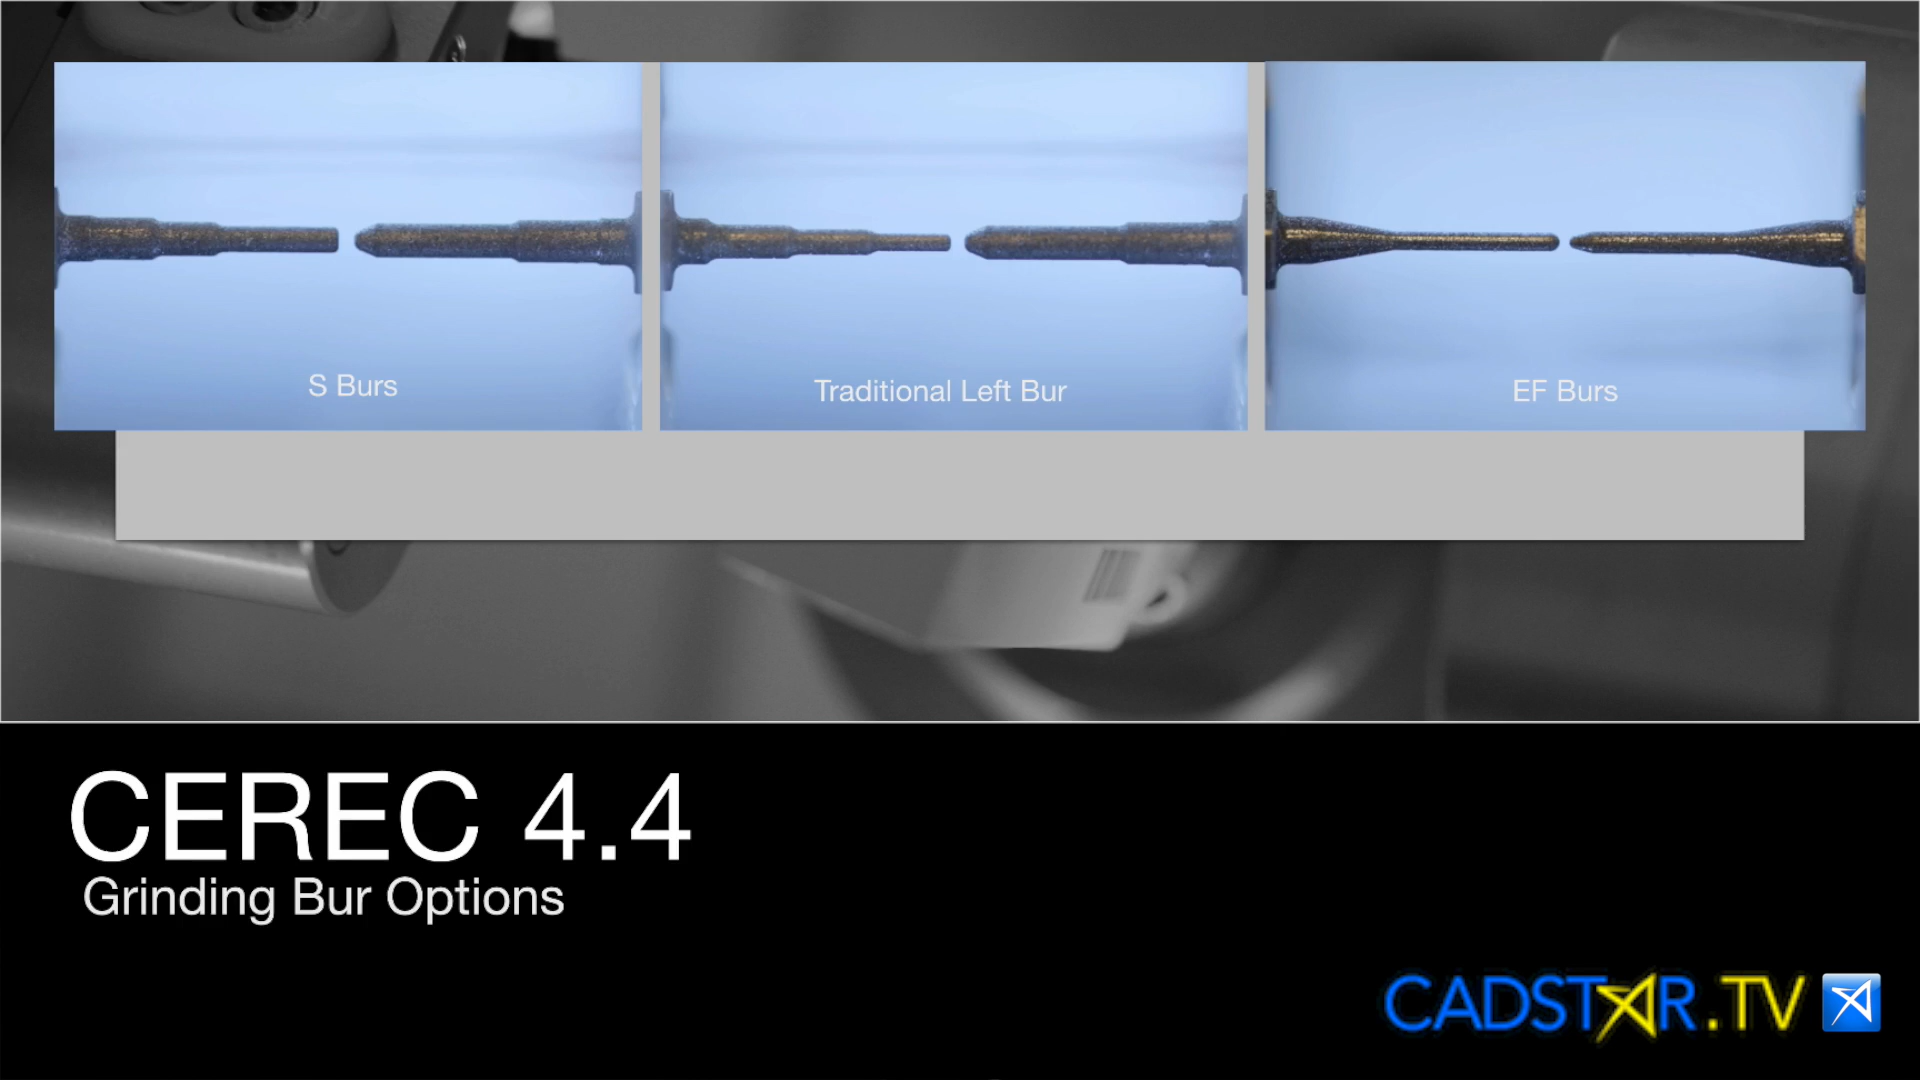 S Burs
Traditional Left Bur
EF Burs
CEREC 4.4
Grinding Bur Options
CADSTAR.TV